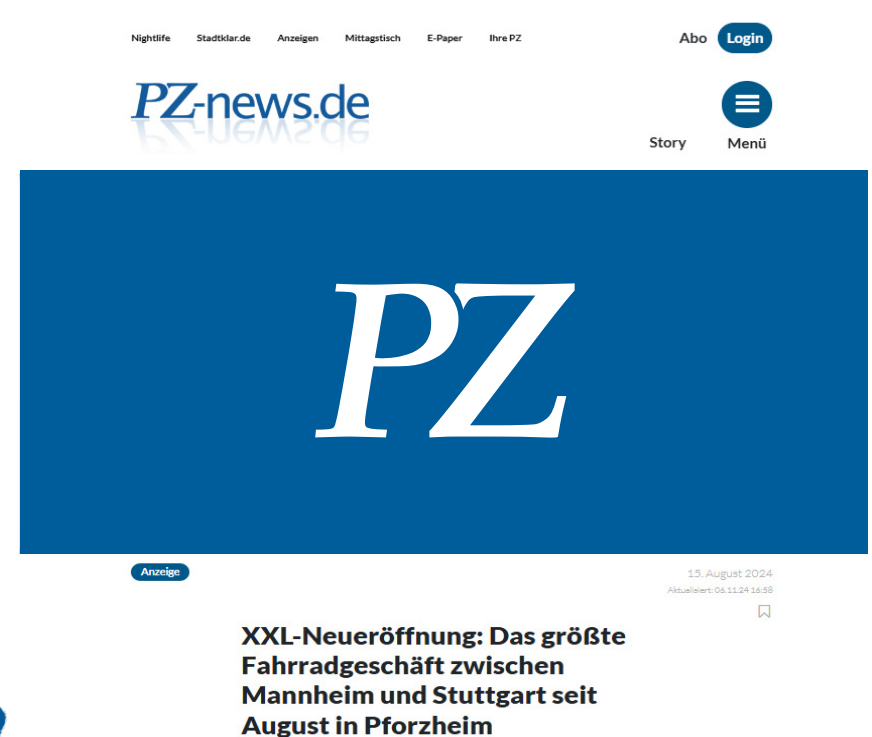 Nightlife Stadtklar.de Anzeigen Mittagstisch E-Paper Ihre PZ Abo Login
PZ-news.de
Story Menü
PZ
Anzeige 15. August 2024
Aktualisiert: 06.11.24 16:58
XXL-Neueröffnung: Das größte
Fahrradgeschäft zwischen
Mannheim und Stuttgart seit
August in Pforzheim